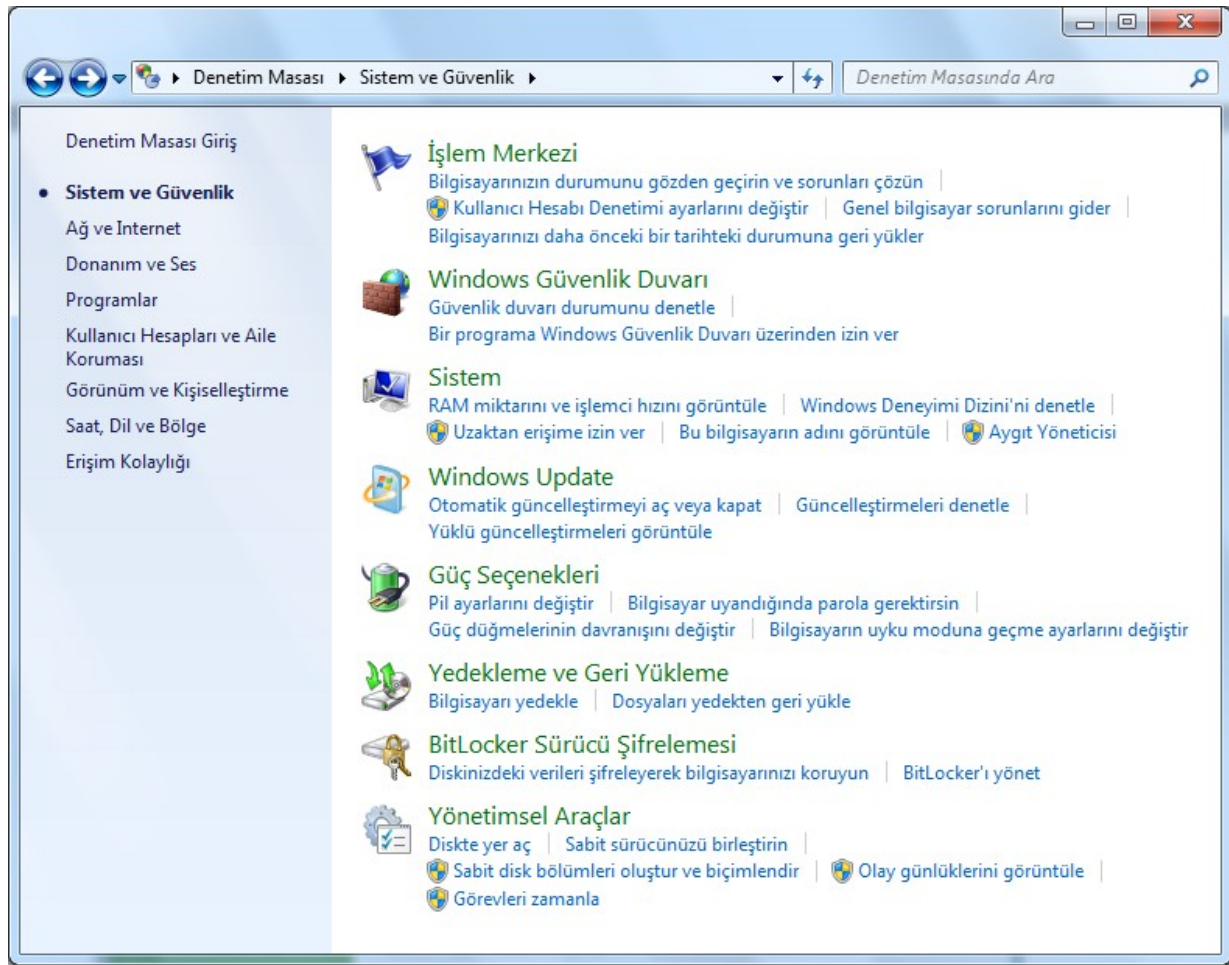 Denetim Masası ▸ Sistem ve Güvenlik ▸
Denetim Masasında Ara
Denetim Masası Giriş
Sistem ve Güvenlik
Ağ ve Internet
Donanım ve Ses
Programlar
Kullanıcı Hesapları ve Aile
Koruması
Görünüm ve Kişiselleştirme
Saat, Dil ve Bölge
Erişim Kolaylığı
İşlem Merkezi
Bilgisayarınızın durumunu gözden geçirin ve sorunları çözün
Kullanıcı Hesabı Denetimi ayarlarını değiştir Genel bilgisayar sorunlarını gider
Bilgisayarınızı daha önceki bir tarihteki durumuna geri yükler
Windows Güvenlik Duvarı
Güvenlik duvarı durumunu denetle
Bir programa Windows Güvenlik Duvarı üzerinden izin ver
Sistem
RAM miktarını ve işlemci hızını görüntüle Windows Deneyimi Dizini'ni denetle
Uzaktan erişime izin ver Bu bilgisayarın adını görüntüle Aygıt Yöneticisi
Windows Update
Otomatik güncelleştirmeyi aç veya kapat Güncelleştirmeleri denetle
Yüklü güncelleştirmeleri görüntüle
Güç Seçenekleri
Pil ayarlarını değiştir Bilgisayar uyandığında parola gerektirsin
Güç düğmelerinin davranışını değiştir Bilgisayarın uyku moduna geçme ayarlarını değiştir
Yedekleme ve Geri Yükleme
Bilgisayarı yedekle Dosyaları yedekten geri yükle
BitLocker Sürücü Şifrelemesi
Diskinizdeki verileri şifreleyerek bilgisayarınızı koruyun BitLocker'ı yönet
Yönetimsel Araçlar
Diskte yer aç Sabit sürücünüzü birleştirin
Sabit disk bölümleri oluştur ve biçimlendir Olay günlüklerini görüntüle
Görevleri zamanla